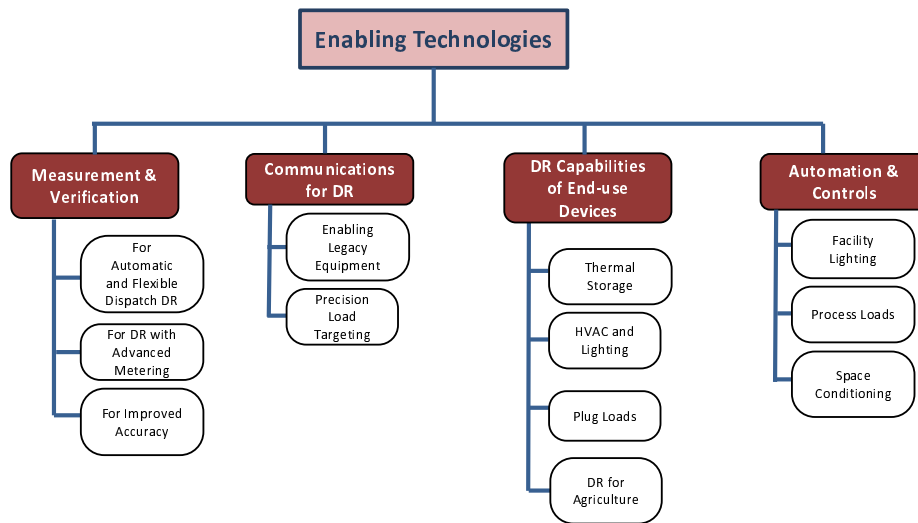 Enabling Technologies
Measurement &
Verification
For
Automatic
and Flexible
Dispatch DR
For DR with
Advanced
Metering
For Improved
Accuracy
Communications
for DR
Enabling
Legacy
Equipment
Precision
Load
Targeting
DR Capabilities
of End-use
Devices
Thermal
Storage
HVAC and
Lighting
Plug Loads
DR for
Agriculture
Automation &
Controls
Facility
Lighting
Process Loads
Space
Conditioning